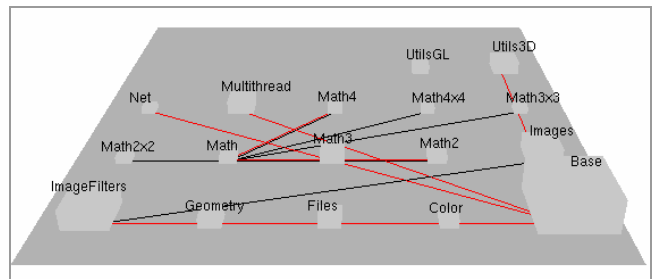 UtilsGL Utils3D
Net Multithread Math4 Math4x4 Math3x3
Math2x2 Math Math3 Math2 Images
ImageFilters Base
Geometry Files Color